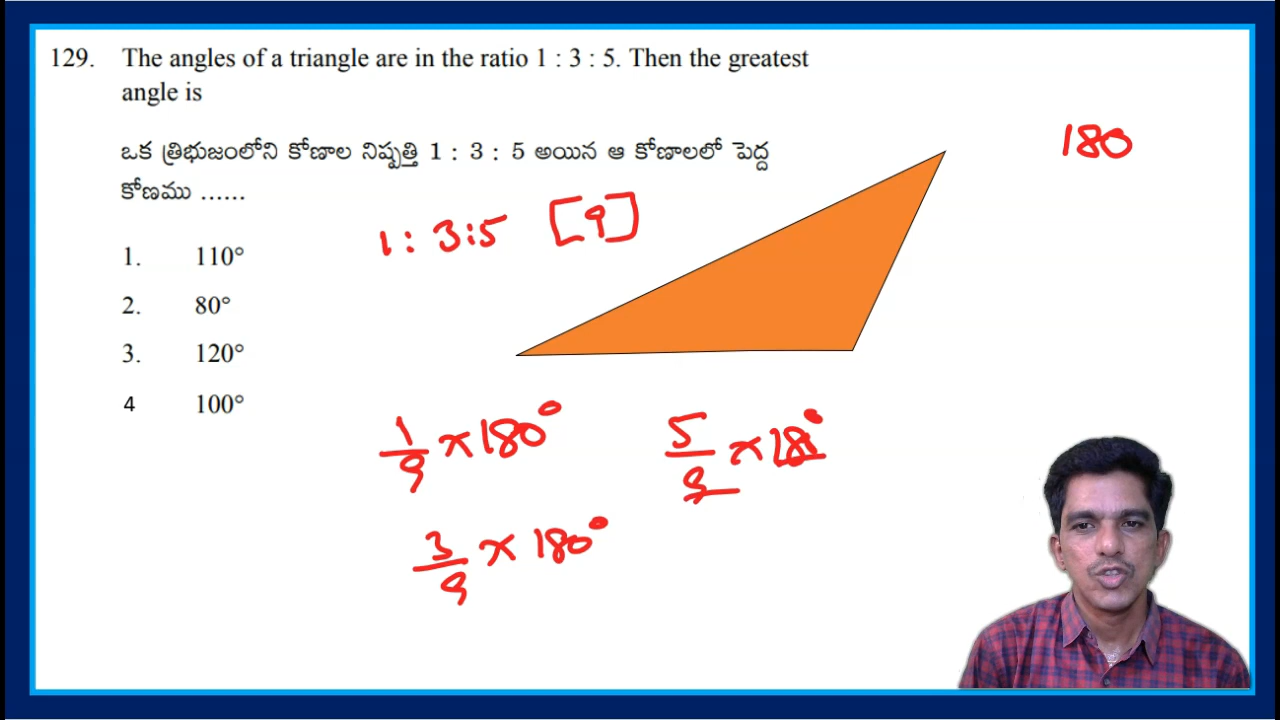 129. The angles of a triangle are in the ratio 1 : 3 : 5. Then the greatest
angle is
180
ఒక త్రిభుజంలోని కోణాల నిష్పత్తి 1 : 3 : 5 అయిన ఆ కోణాలలో పెద్ద
కోణము ......
1 : 3 : 5 [9]
1. 110°
2. 80°
3. 120°
4 100°
1/9 × 180° 5/9 × 180°
3/9 × 180°